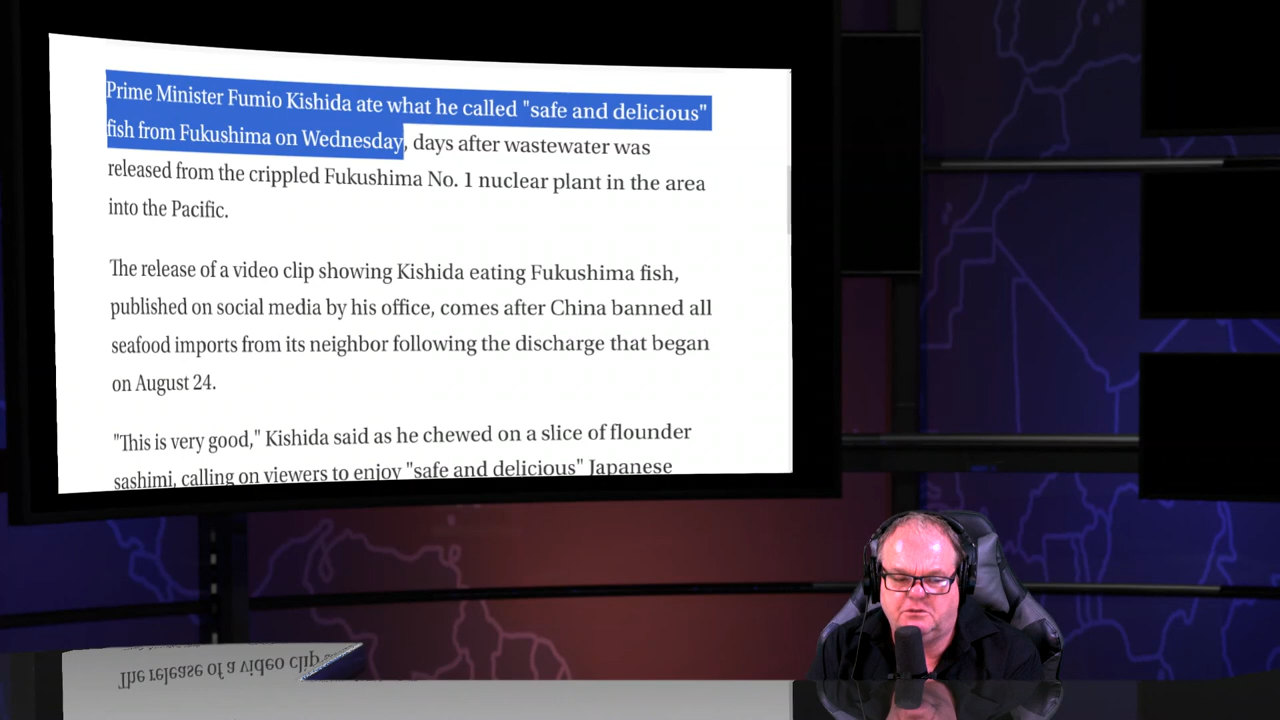 Prime Minister Fumio Kishida ate what he called "safe and delicious"
fish from Fukushima on Wednesday, days after wastewater was
released from the crippled Fukushima No. 1 nuclear plant in the area
into the Pacific.
The release of a video clip showing Kishida eating Fukushima fish,
published on social media by his office, comes after China banned all
seafood imports from its neighbor following the discharge that began
on August 24.
"This is very good," Kishida said as he chewed on a slice of flounder
sashimi, calling on viewers to enjoy "safe and delicious" Japanese
The release of a video clip